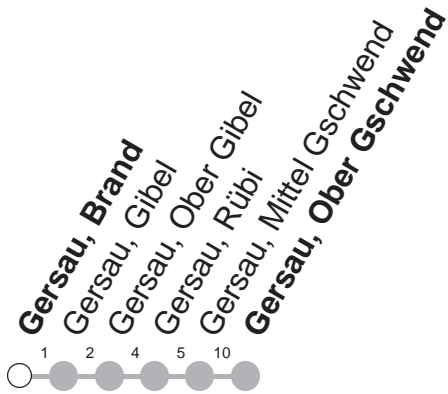 Gersau, Brand
Gersau, Gibel
Gersau, Ober Gibel
Gersau, Rübi
Gersau, Mittel Gschwend
Gersau, Ober Gschwend
1 2 4 5 10